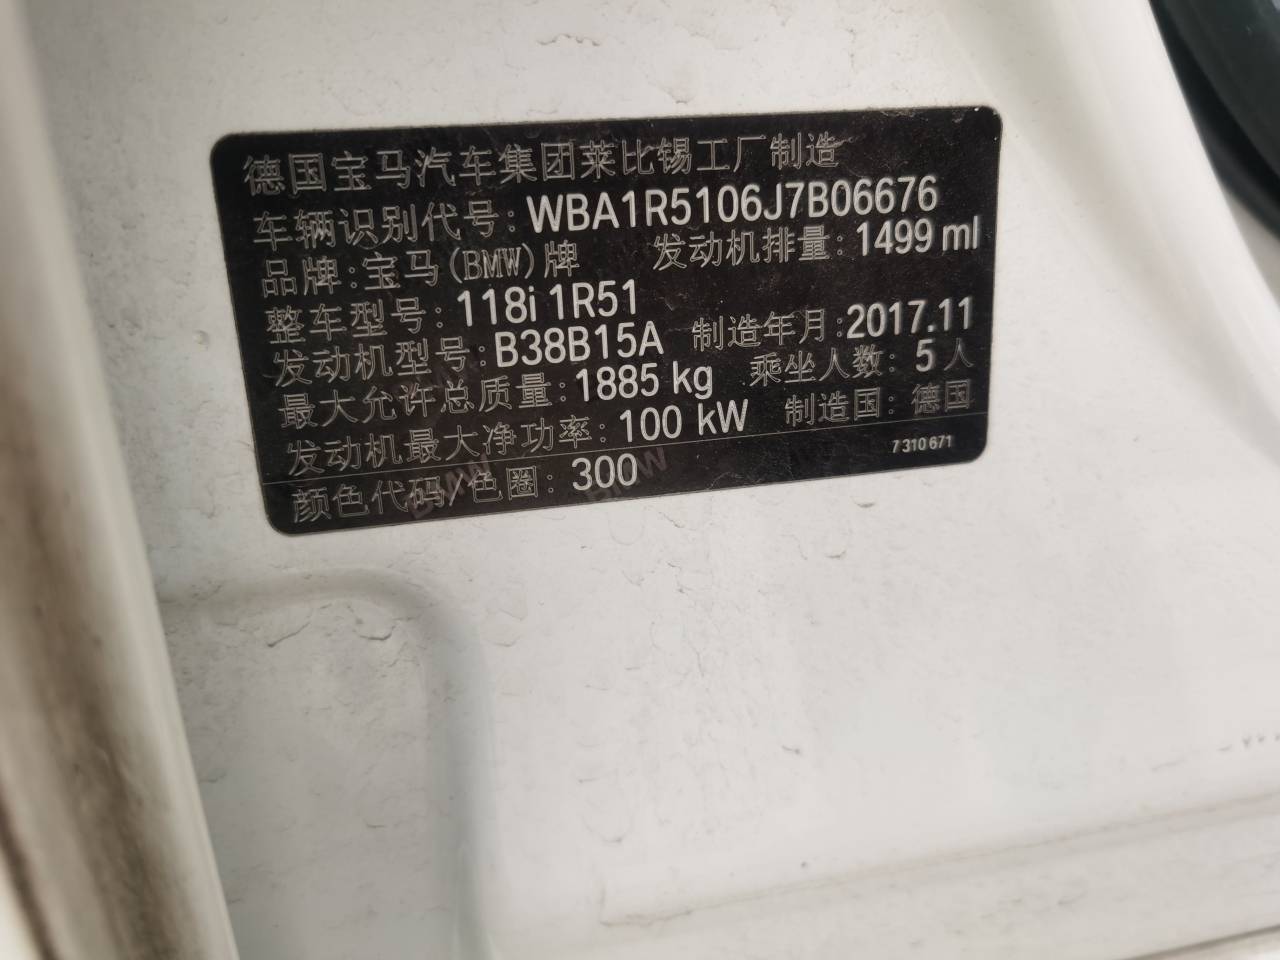 德国宝马汽车集团莱比锡工厂制造
车辆识别代号: WBA1R5106J7B06676
品牌:宝马(BMW)牌 发动机排量: 1499 ml
整车型号: 118i 1R51
发动机型号: B38B15A 制造年月: 2017.11
最大允许总质量: 1885 kg 乘坐人数: 5 人
发动机最大净功率: 100 kW 制造国: 德国
颜色代码/色圈: 300 7 310 671